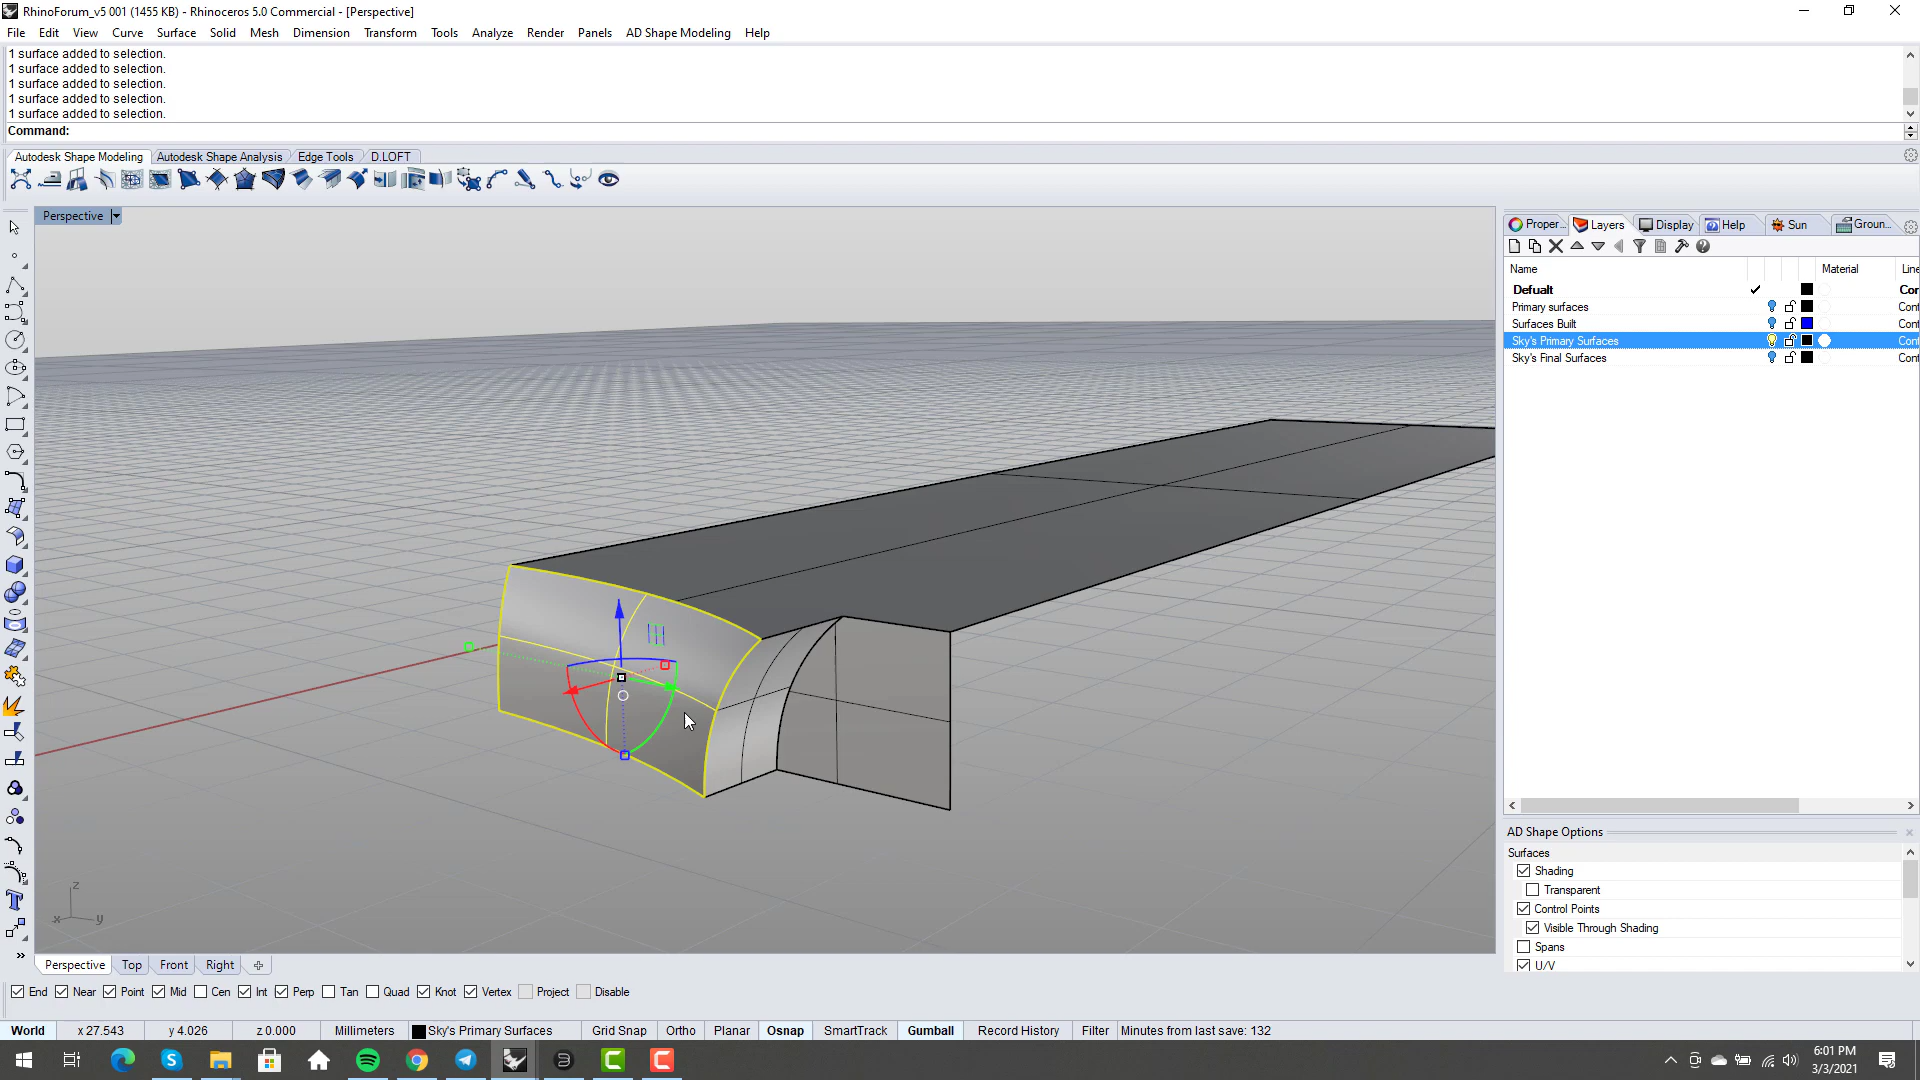 RhinoForum_v5 001 (1455 KB) - Rhinoceros 5.0 Commercial - [Perspective]
File Edit View Curve Surface Solid Mesh Dimension Transform Tools Analyze Render Panels AD Shape Modeling Help
1 surface added to selection.
1 surface added to selection.
1 surface added to selection.
1 surface added to selection.
1 surface added to selection.
Command:
Autodesk Shape Modeling Autodesk Shape Analysis Edge Tools D.LOFT
Perspective
Proper... Layers Display Help Sun Groun...
Name Material Line
Defualt Cor
Primary surfaces Cont
Surfaces Built Cont
Sky's Primary Surfaces Cont
Sky's Final Surfaces Cont
AD Shape Options
Surfaces
Shading
Transparent
Control Points
Visible Through Shading
Spans
U/V
z
x y
Perspective Top Front Right
End Near Point Mid Cen Int Perp Tan Quad Knot Vertex Project Disable
World x 27.543 y 4.026 z 0.000 Millimeters Sky's Primary Surfaces Grid Snap Ortho Planar Osnap SmartTrack Gumball Record History Filter Minutes from last save: 132
6:01 PM
3/3/2021